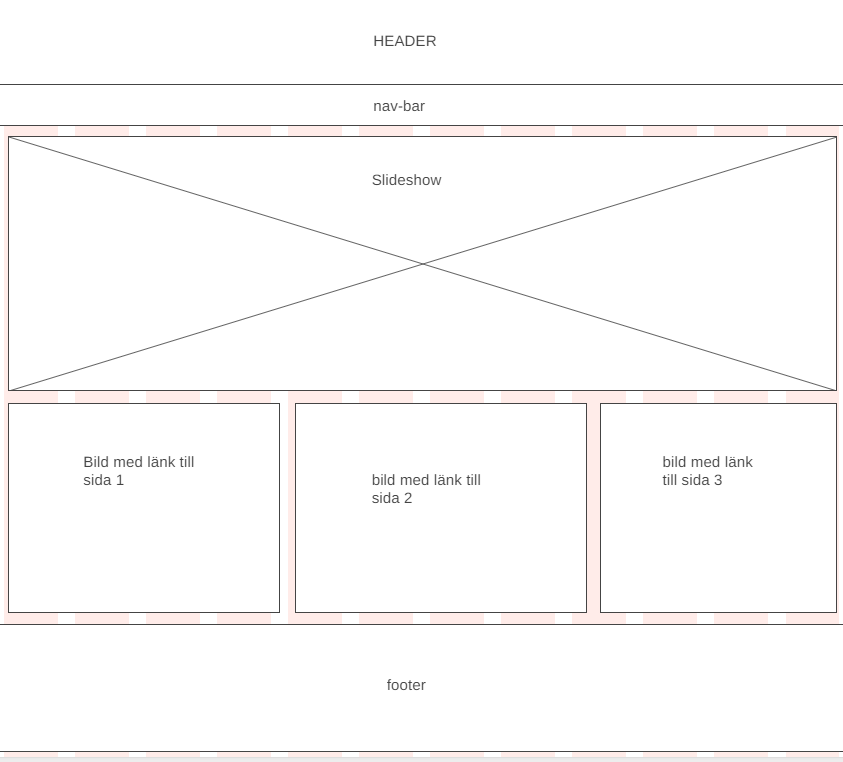 HEADER
nav-bar
Slideshow
Bild med länk till
sida 1
bild med länk till
sida 2
bild med länk
till sida 3
footer